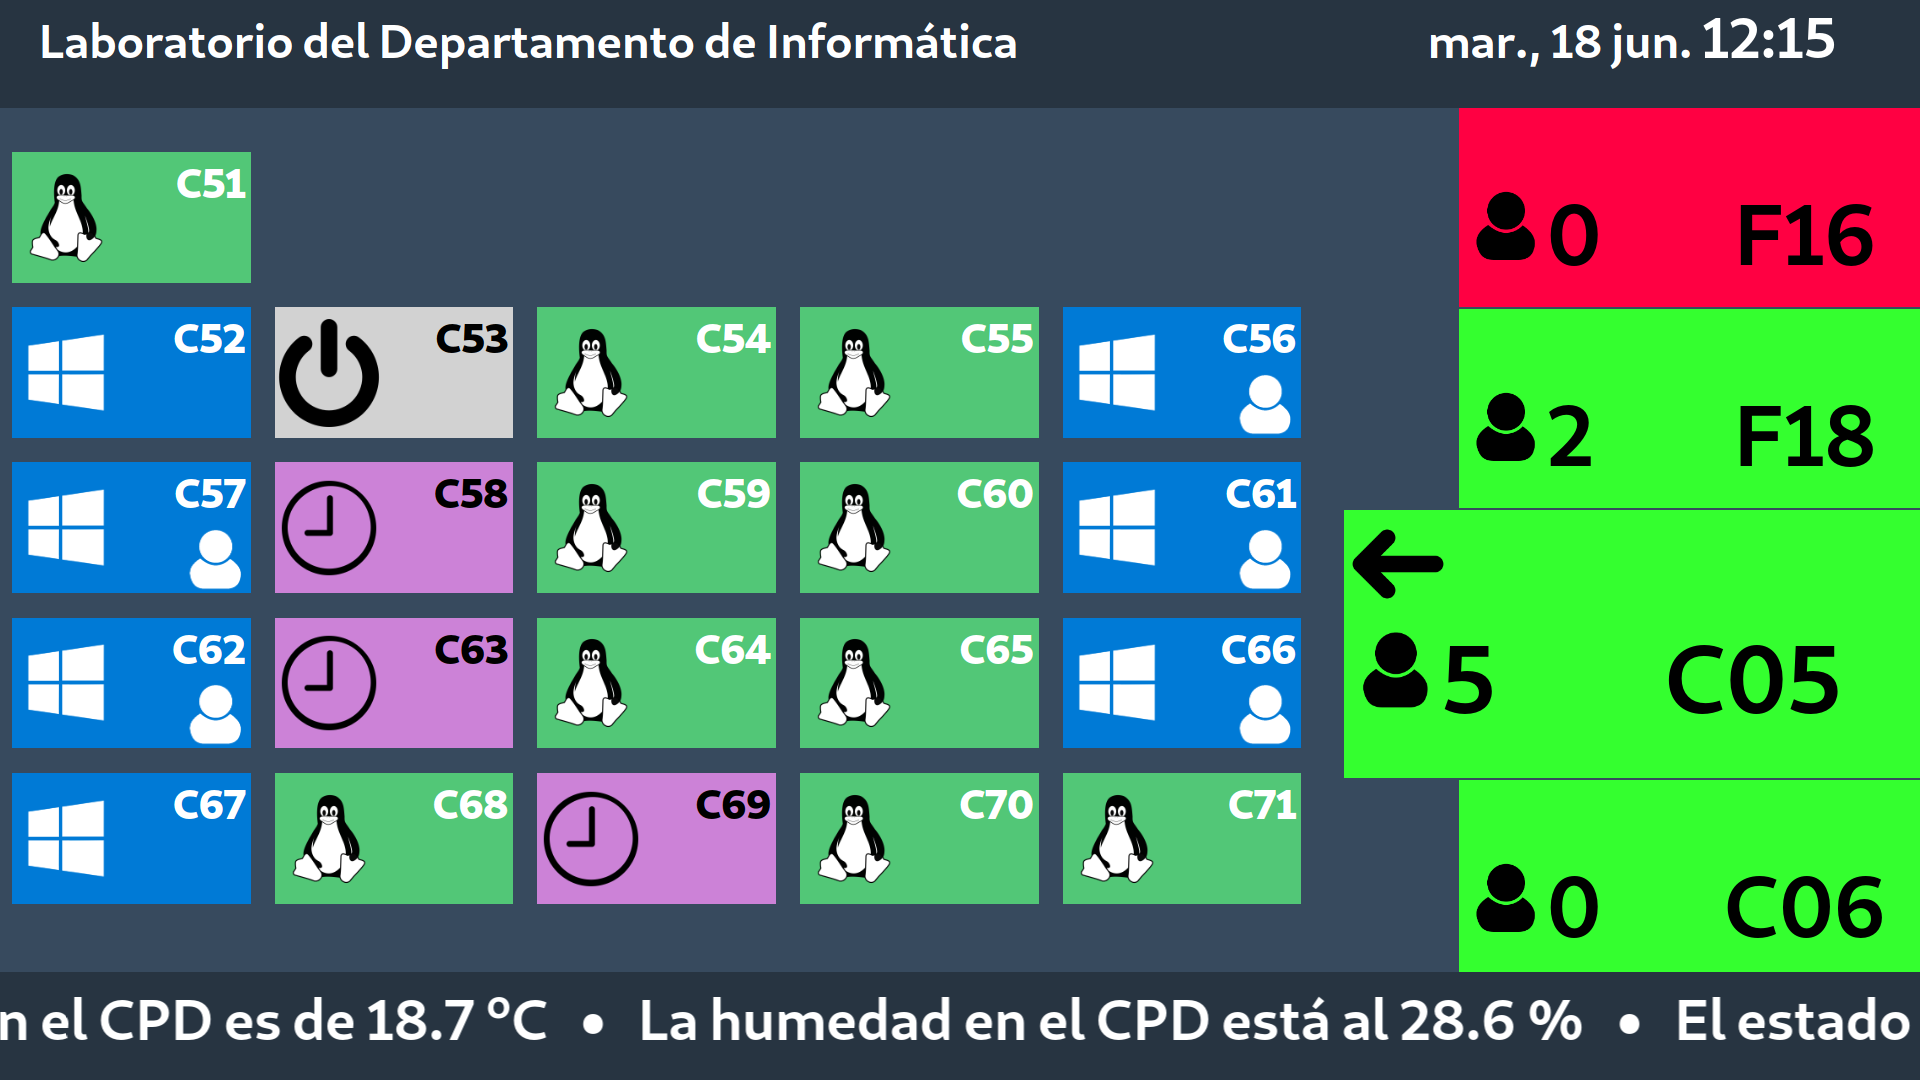 Laboratorio del Departamento de Informática
mar., 18 jun. 12:15
C51
C52 C53 C54 C55 C56
C57 C58 C59 C60 C61
C62 C63 C64 C65 C66
C67 C68 C69 C70 C71
0 F16
2 F18
5 C05
0 C06
n el CPD es de 18.7 ºC • La humedad en el CPD está al 28.6 % • El estado